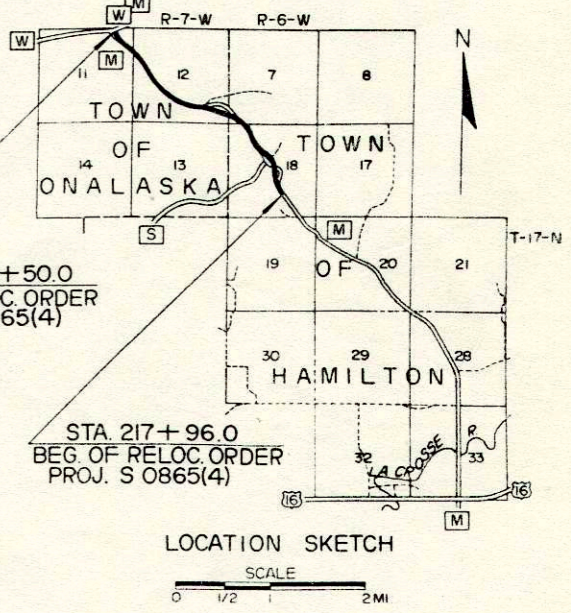 M
W
R-7-W R-6-W
W
N
M
11 12 7 8
TOWN
OF
ONALASKA
TOWN
14 13 18 17
S
M
T-17-N
+50.0
C. ORDER
65(4)
19 OF 20 21
30 29 28
HAMILTON
STA. 217+96.0
BEG. OF RELOC. ORDER
PROJ. S 0865(4)
32 LA CROSSE R. 33
16 16
M
LOCATION SKETCH
SCALE
0 1/2 1 2 MI